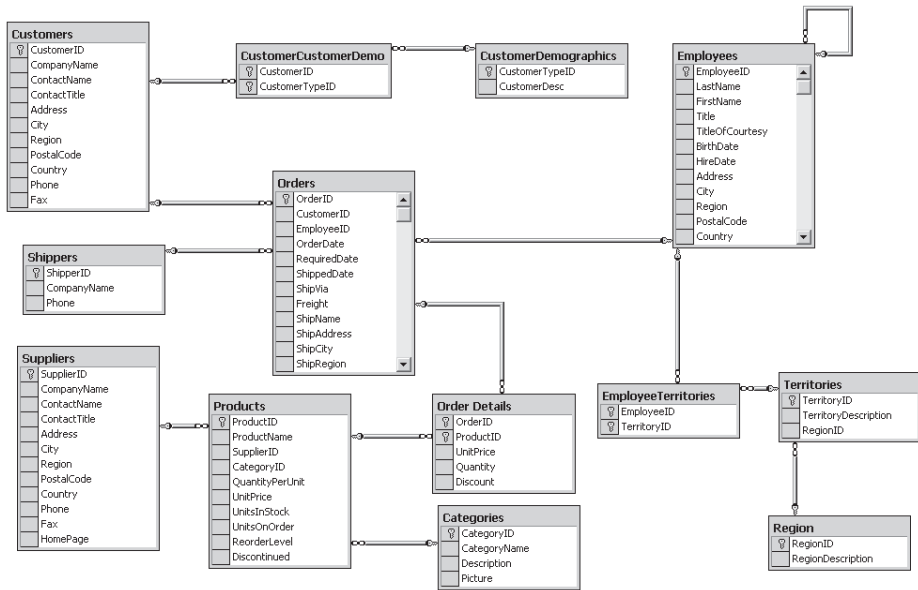 Customers
CustomerID
CompanyName
ContactName
ContactTitle
Address
City
Region
PostalCode
Country
Phone
Fax
CustomerCustomerDemo
CustomerID
CustomerTypeID
CustomerDemographics
CustomerTypeID
CustomerDesc
Employees
EmployeeID
LastName
FirstName
Title
TitleOfCourtesy
BirthDate
HireDate
Address
City
Region
PostalCode
Country
Orders
OrderID
CustomerID
EmployeeID
OrderDate
RequiredDate
ShippedDate
ShipVia
Freight
ShipName
ShipAddress
ShipCity
ShipRegion
Shippers
ShipperID
CompanyName
Phone
Suppliers
SupplierID
CompanyName
ContactName
ContactTitle
Address
City
Region
PostalCode
Country
Phone
Fax
HomePage
Products
ProductID
ProductName
SupplierID
CategoryID
QuantityPerUnit
UnitPrice
UnitsInStock
UnitsOnOrder
ReorderLevel
Discontinued
Order Details
OrderID
ProductID
UnitPrice
Quantity
Discount
EmployeeTerritories
EmployeeID
TerritoryID
Territories
TerritoryID
TerritoryDescription
RegionID
Categories
CategoryID
CategoryName
Description
Picture
Region
RegionID
RegionDescription